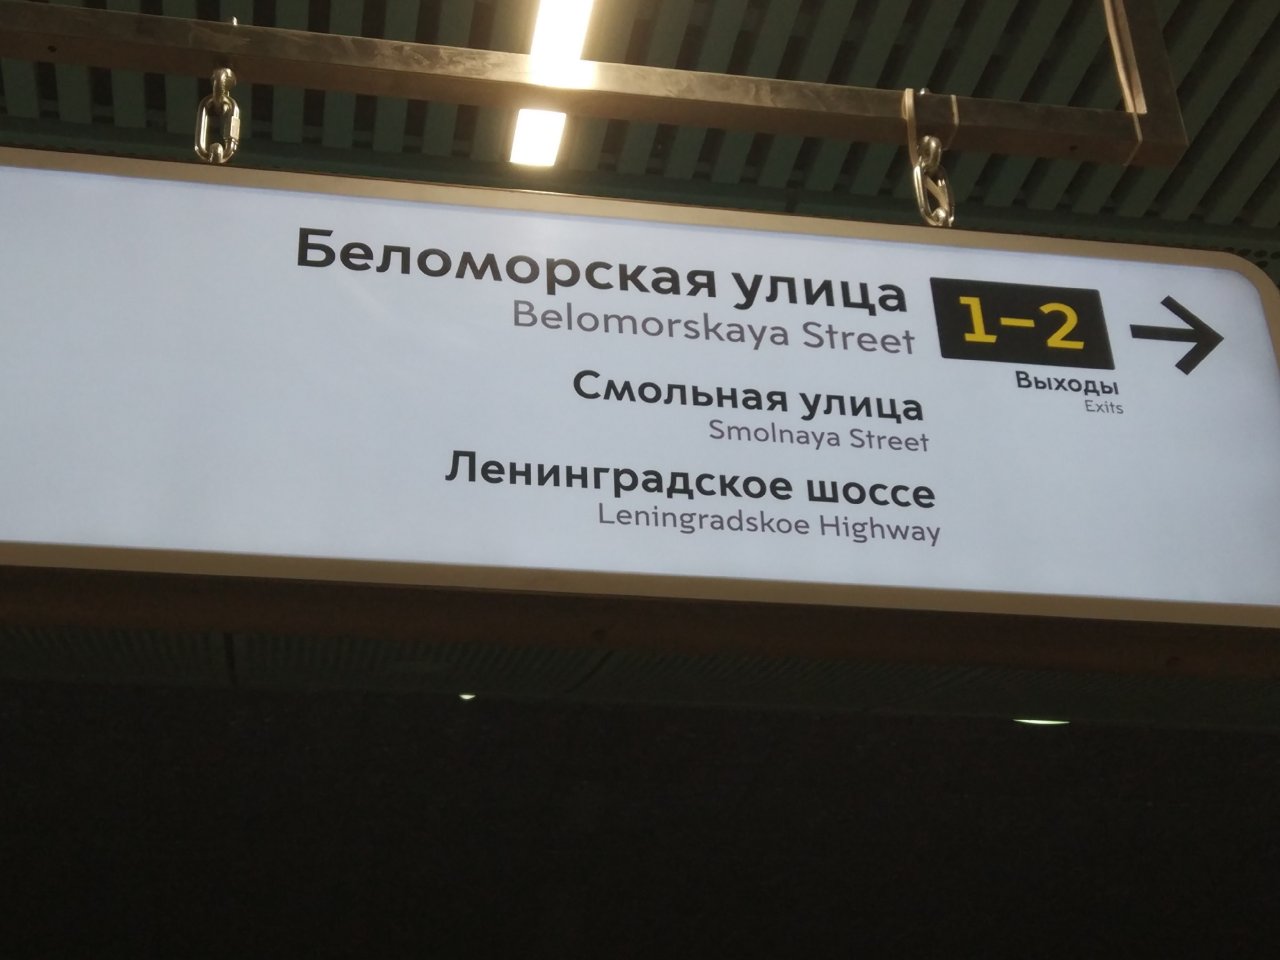 Беломорская улица
Belomorskaya Street
1–2
Выходы
Exits
Смольная улица
Smolnaya Street
Ленинградское шоссе
Leningradskoe Highway